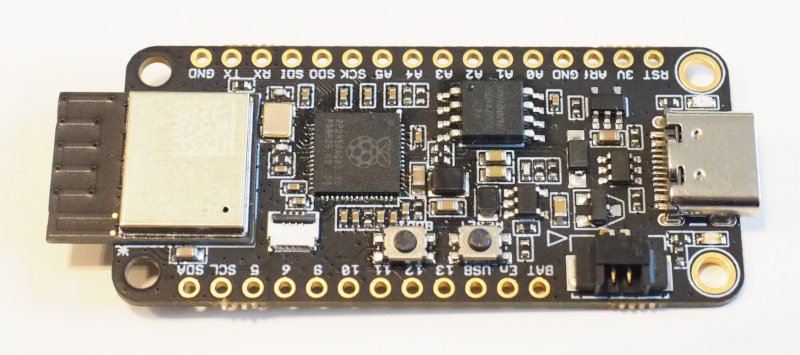 GND TX RX SDI SDO SCK A5 A4 A3 A2 A1 A0 GND 3V RST
SDA SCL 5 6 9 10 11 12 13 USB En BAT